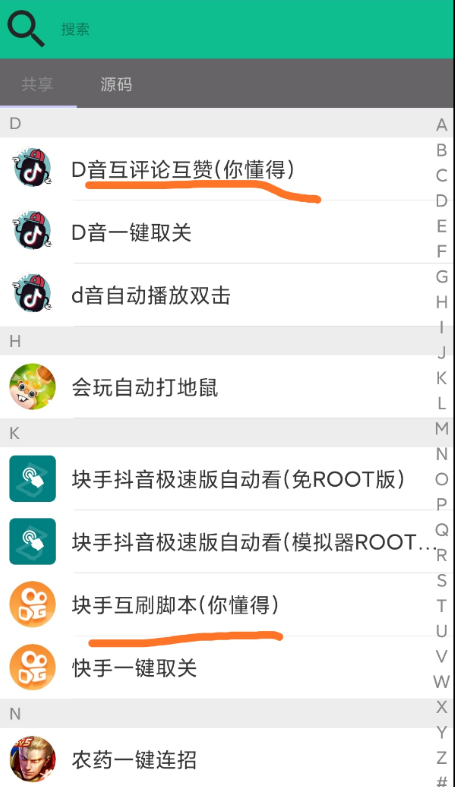 搜索
共享 源码
D
D音互评论互赞(你懂得)
D音一键取关
d音自动播放双击
H
会玩自动打地鼠
K
块手抖音极速版自动看(免ROOT版)
块手抖音极速版自动看(模拟器ROOT...
块手互刷脚本(你懂得)
快手一键取关
N
农药一键连招
A
B
C
D
E
F
G
H
I
J
K
L
M
N
O
P
Q
R
S
T
U
V
W
X
Y
Z
#